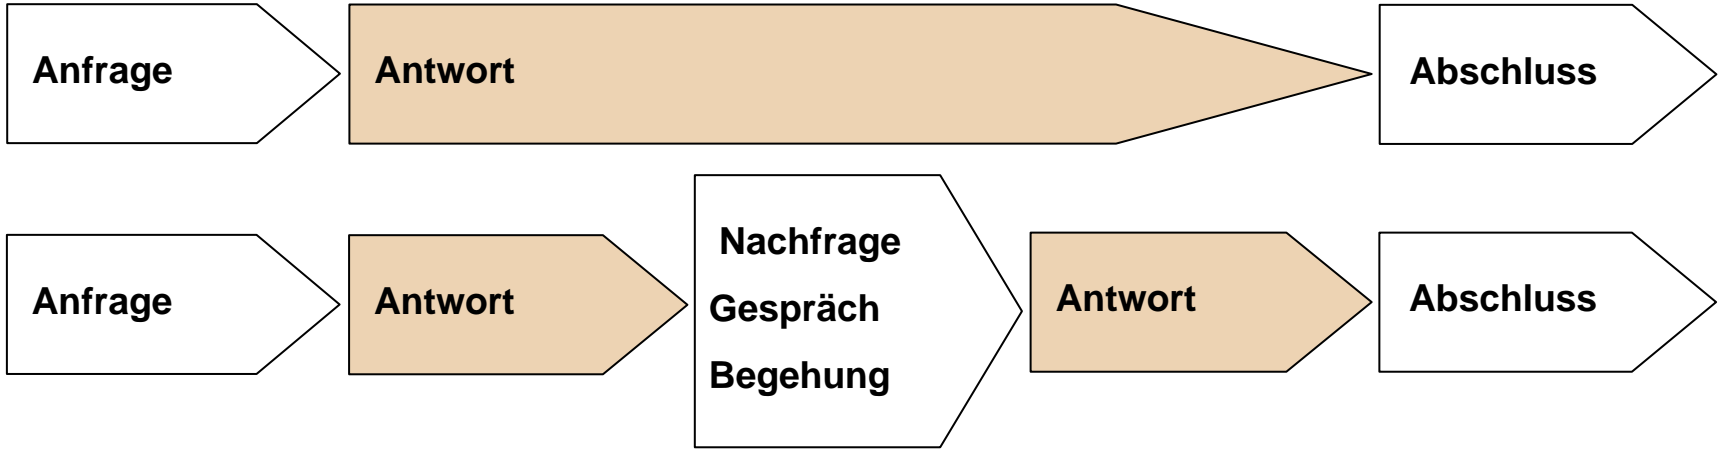 Anfrage
Antwort
Abschluss
Anfrage
Antwort
Nachfrage
Gespräch
Begehung
Antwort
Abschluss